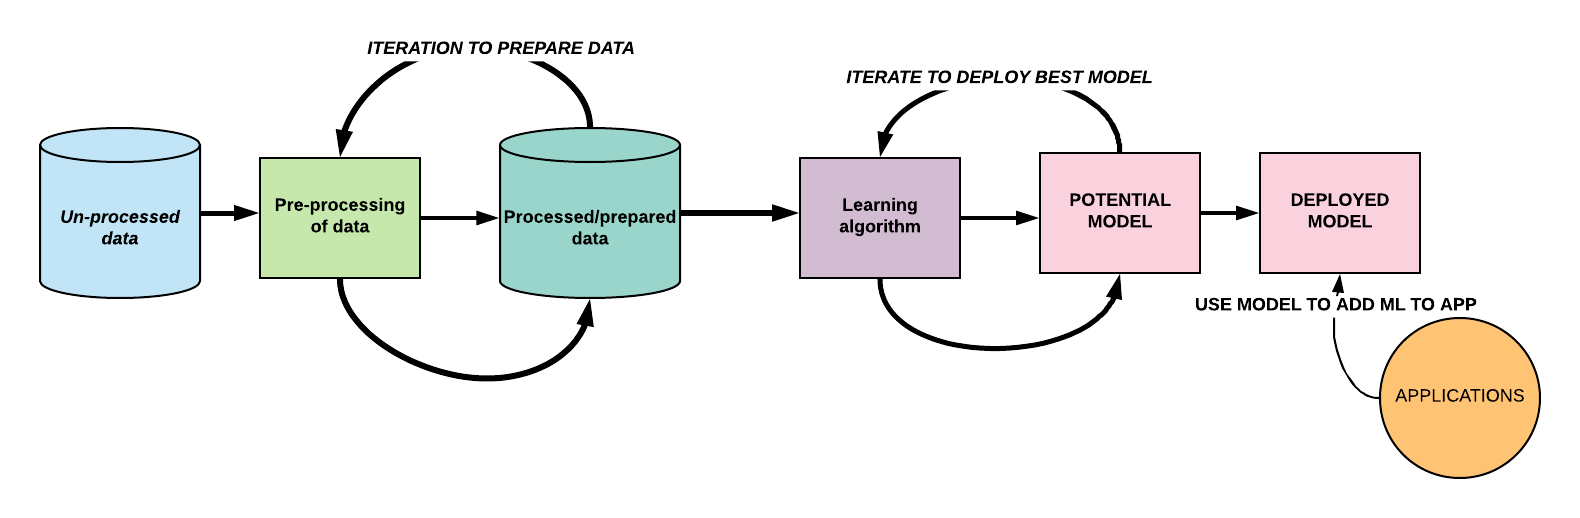 ITERATION TO PREPARE DATA
ITERATE TO DEPLOY BEST MODEL
Un-processed
data
Pre-processing
of data
Processed/prepared
data
Learning
algorithm
POTENTIAL
MODEL
DEPLOYED
MODEL
USE MODEL TO ADD ML TO APP
APPLICATIONS